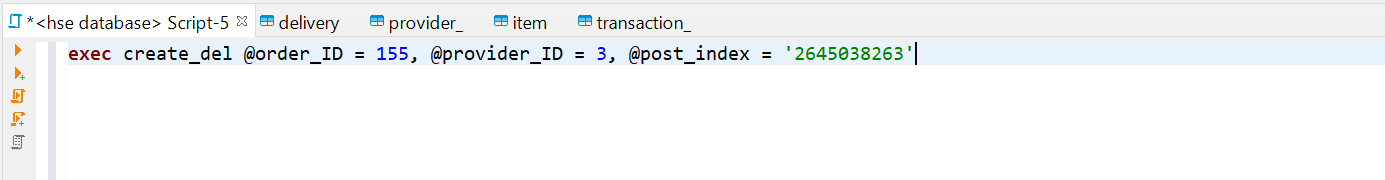 *<hse database> Script-5 delivery provider_ item transaction_
exec create_del @order_ID = 155, @provider_ID = 3, @post_index = '2645038263'